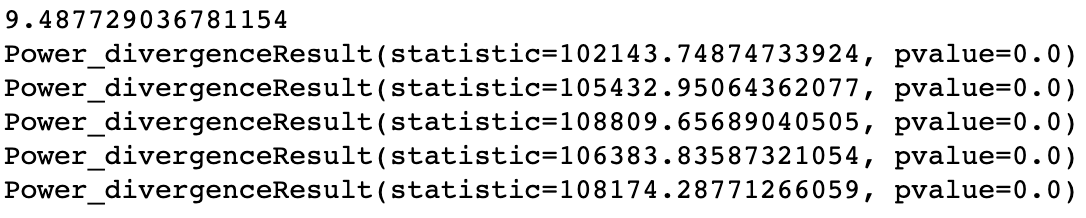 9.487729036781154
Power_divergenceResult(statistic=102143.74874733924, pvalue=0.0)
Power_divergenceResult(statistic=105432.95064362077, pvalue=0.0)
Power_divergenceResult(statistic=108809.65689040505, pvalue=0.0)
Power_divergenceResult(statistic=106383.83587321054, pvalue=0.0)
Power_divergenceResult(statistic=108174.28771266059, pvalue=0.0)